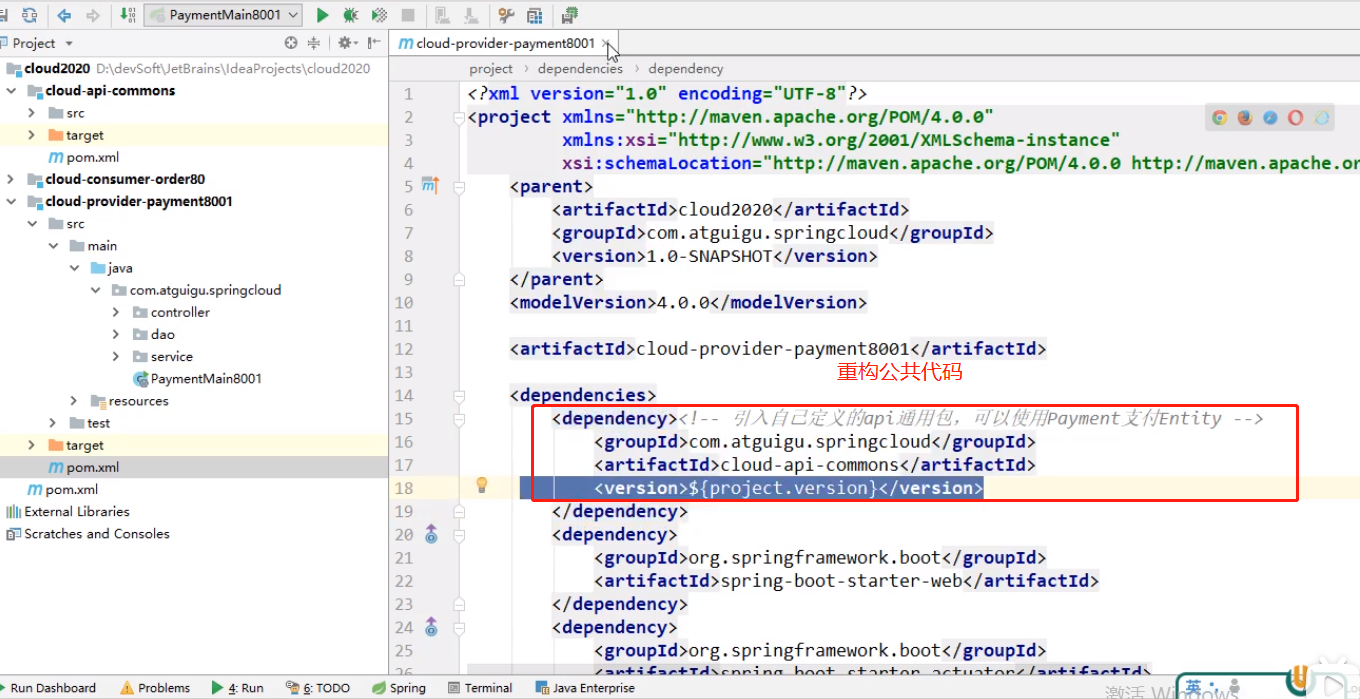 PaymentMain8001
Project
cloud-provider-payment8001
project › dependencies › dependency
cloud2020 D:\devSoft\JetBrains\IdeaProjects\cloud2020
cloud-api-commons
src
target
pom.xml
cloud-consumer-order80
cloud-provider-payment8001
src
main
java
com.atguigu.springcloud
controller
dao
service
PaymentMain8001
resources
test
target
pom.xml
pom.xml
External Libraries
Scratches and Consoles
1 <?xml version="1.0" encoding="UTF-8"?>
2 <project xmlns="http://maven.apache.org/POM/4.0.0"
3 xmlns:xsi="http://www.w3.org/2001/XMLSchema-instance"
4 xsi:schemaLocation="http://maven.apache.org/POM/4.0.0 http://maven.apache.or
5 <parent>
6 <artifactId>cloud2020</artifactId>
7 <groupId>com.atguigu.springcloud</groupId>
8 <version>1.0-SNAPSHOT</version>
9 </parent>
10 <modelVersion>4.0.0</modelVersion>
11
12 <artifactId>cloud-provider-payment8001</artifactId>
13 重构公共代码
14 <dependencies>
15 <dependency><!-- 引入自己定义的api通用包，可以使用Payment支付Entity -->
16 <groupId>com.atguigu.springcloud</groupId>
17 <artifactId>cloud-api-commons</artifactId>
18 <version>${project.version}</version>
19 </dependency>
20 <dependency>
21 <groupId>org.springframework.boot</groupId>
22 <artifactId>spring-boot-starter-web</artifactId>
23 </dependency>
24 <dependency>
25 <groupId>org.springframework.boot</groupId>
26 <artifactId>spring-boot-starter-actuator</artifactId>
Run Dashboard Problems 4: Run 6: TODO Spring Terminal Java Enterprise
激活 Windows
英